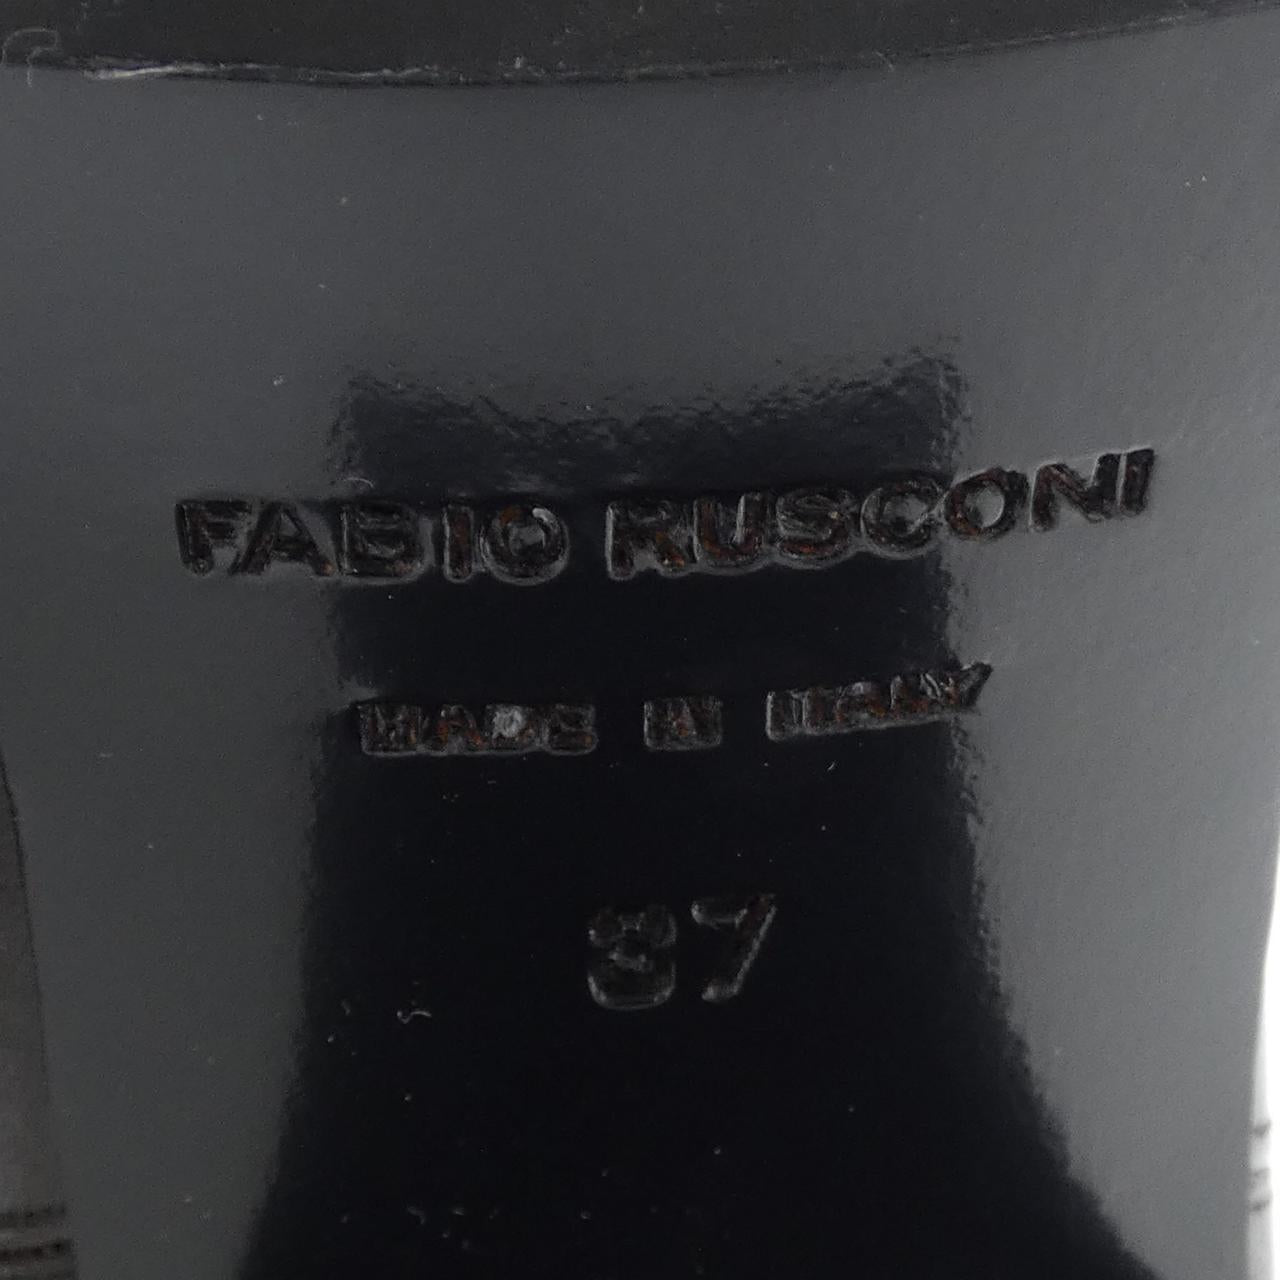 FABIO RUSCONI
MADE IN ITALY
37